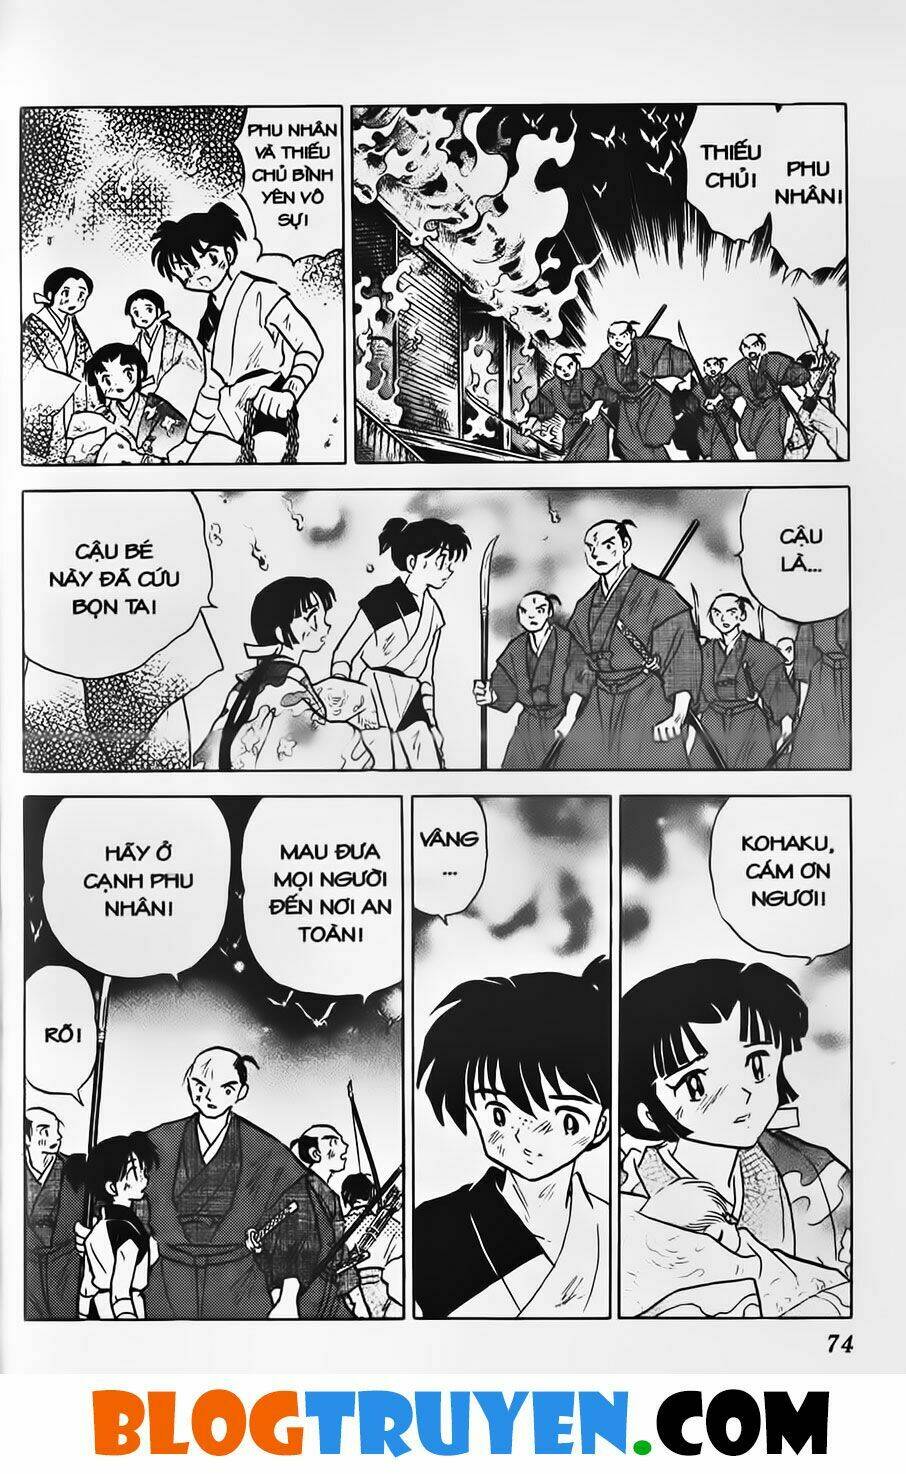 PHU
NHÂN!
THIẾU
CHỦ!
PHU NHÂN
VÀ THIẾU
CHỦ BÌNH
YÊN VÔ
SỰ!
CẬU
LÀ...
CẬU BÉ
NÀY ĐÃ CỨU
BỌN TA!
KOHAKU,
CÁM ƠN
NGƯƠI!
VÂNG
...
MAU ĐƯA
MỌI NGƯỜI
ĐẾN NƠI AN
TOÀN!
HÃY Ở
CẠNH PHU
NHÂN!
RÕ!
74
BLOGTRUYEN.COM